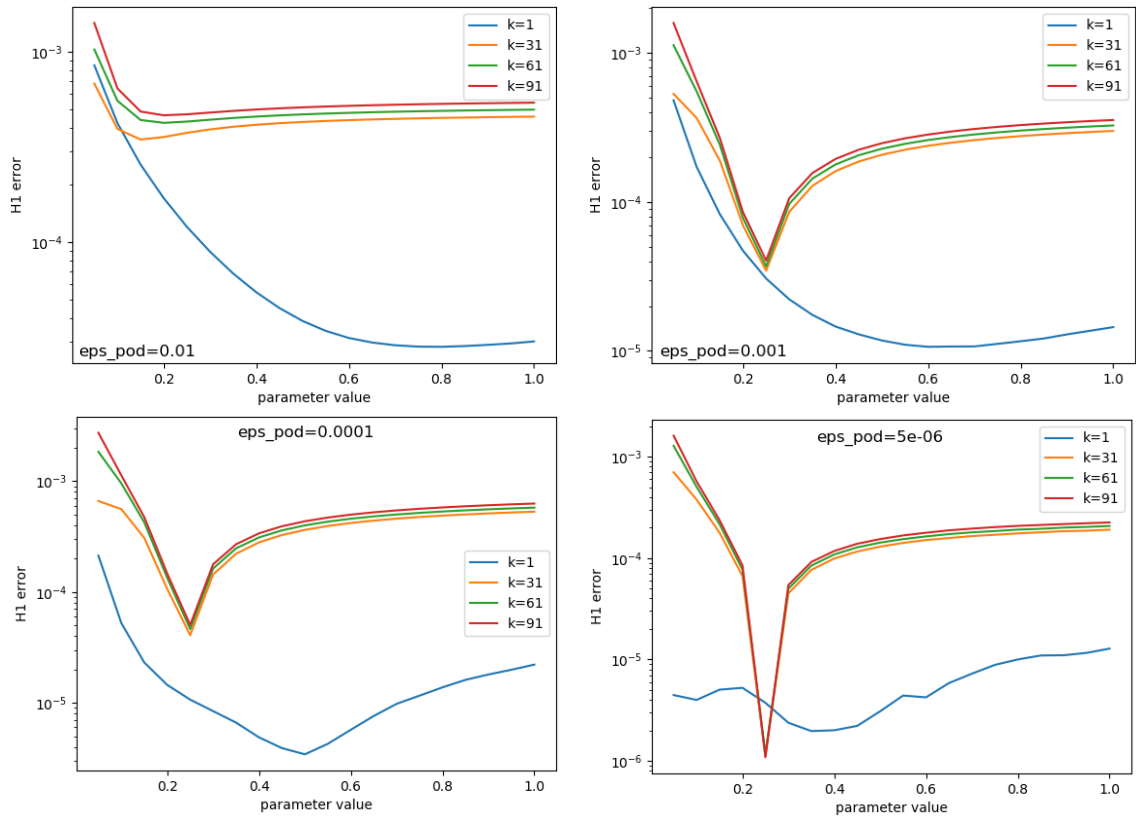 k=1
k=31
k=61
k=91
10⁻³
10⁻⁴
H1 error
eps_pod=0.01
0.2
0.4
0.6
0.8
1.0
parameter value
k=1
k=31
k=61
k=91
10⁻³
10⁻⁴
10⁻⁵
H1 error
eps_pod=0.001
0.2
0.4
0.6
0.8
1.0
parameter value
eps_pod=0.0001
10⁻³
10⁻⁴
10⁻⁵
H1 error
k=1
k=31
k=61
k=91
0.2
0.4
0.6
0.8
1.0
parameter value
eps_pod=5e-06
k=1
k=31
k=61
k=91
10⁻³
10⁻⁴
10⁻⁵
10⁻⁶
H1 error
0.2
0.4
0.6
0.8
1.0
parameter value